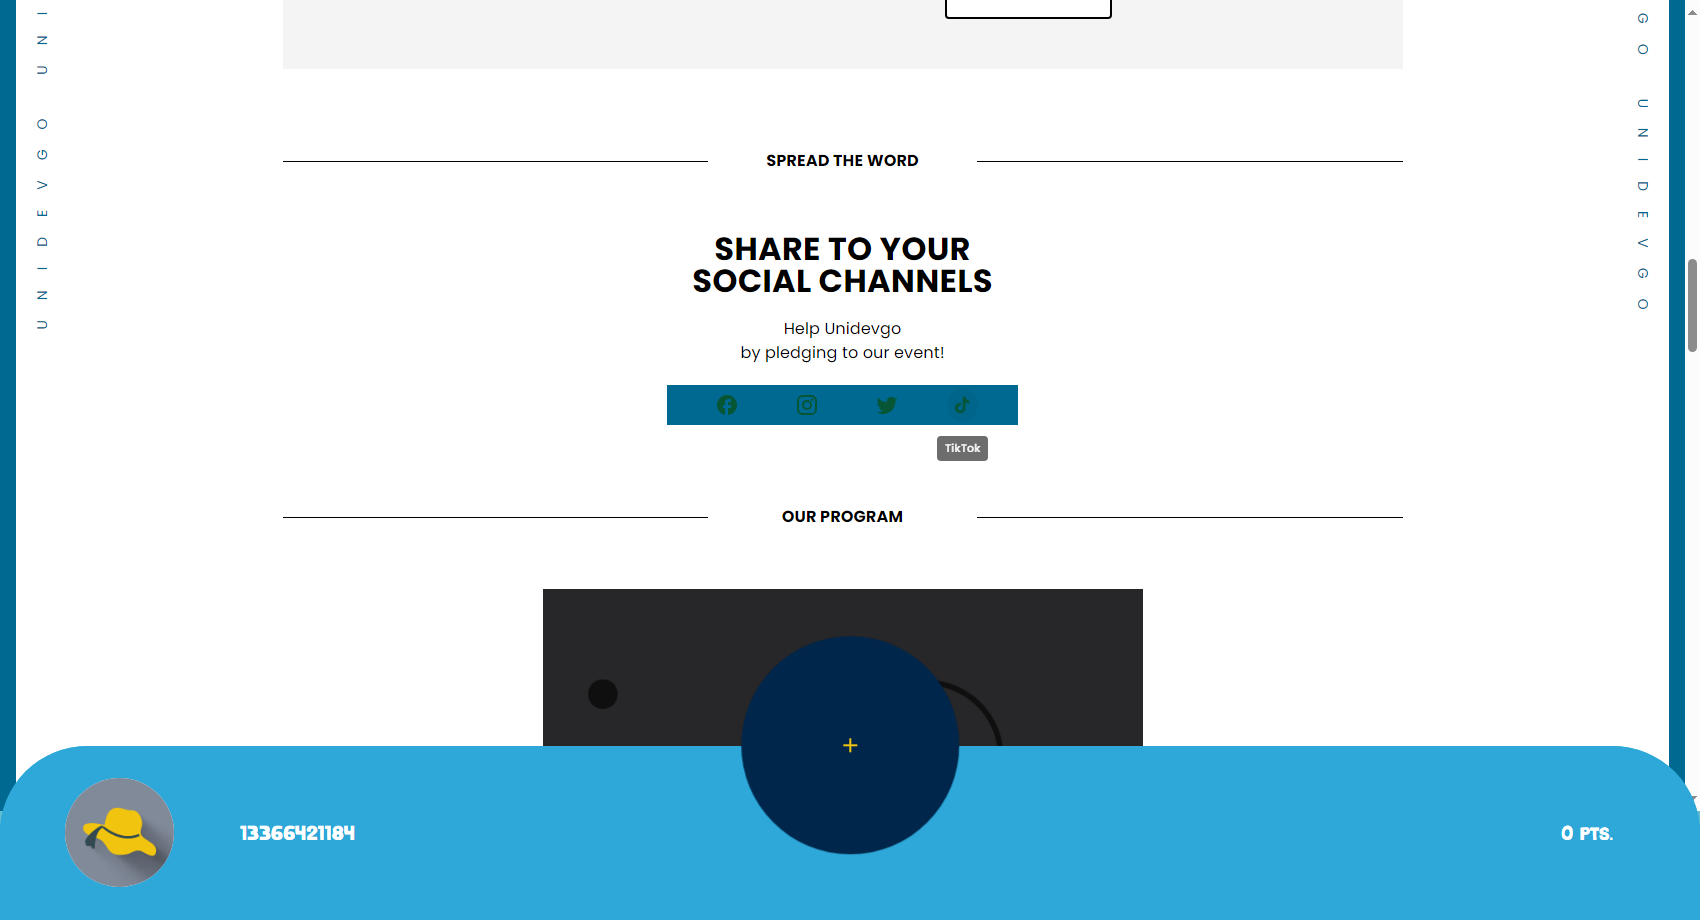 UNIDEVGO UNI
GO UNIDEVGO
SPREAD THE WORD
SHARE TO YOUR
SOCIAL CHANNELS
Help Unidevgo
by pledging to our event!
TikTok
OUR PROGRAM
+
13366421184
0 PTS.